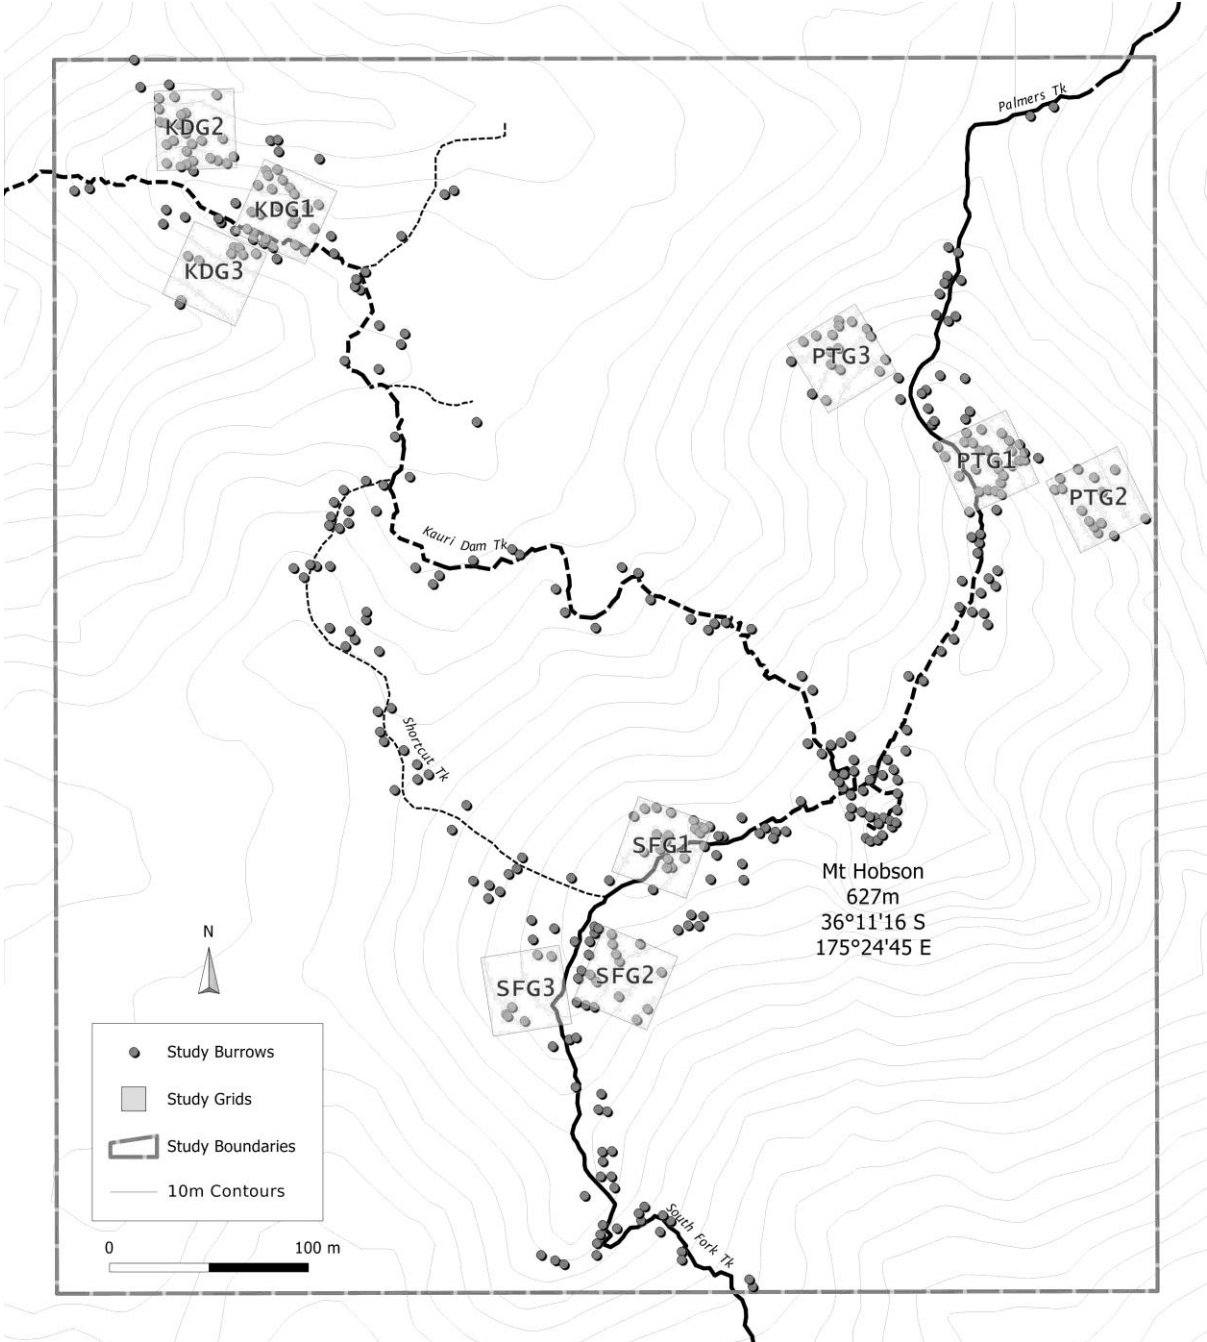 Palmers Tk
KDG2
KDG1
KDG3
PTG3
PTG1
PTG2
Kauri Dam Tk
Shortcut Tk
SFG1
Mt Hobson
627m
36°11'16 S
175°24'45 E
N
SFG2
SFG3
Study Burrows
Study Grids
Study Boundaries
10m Contours
South Fork Tk
0 100 m